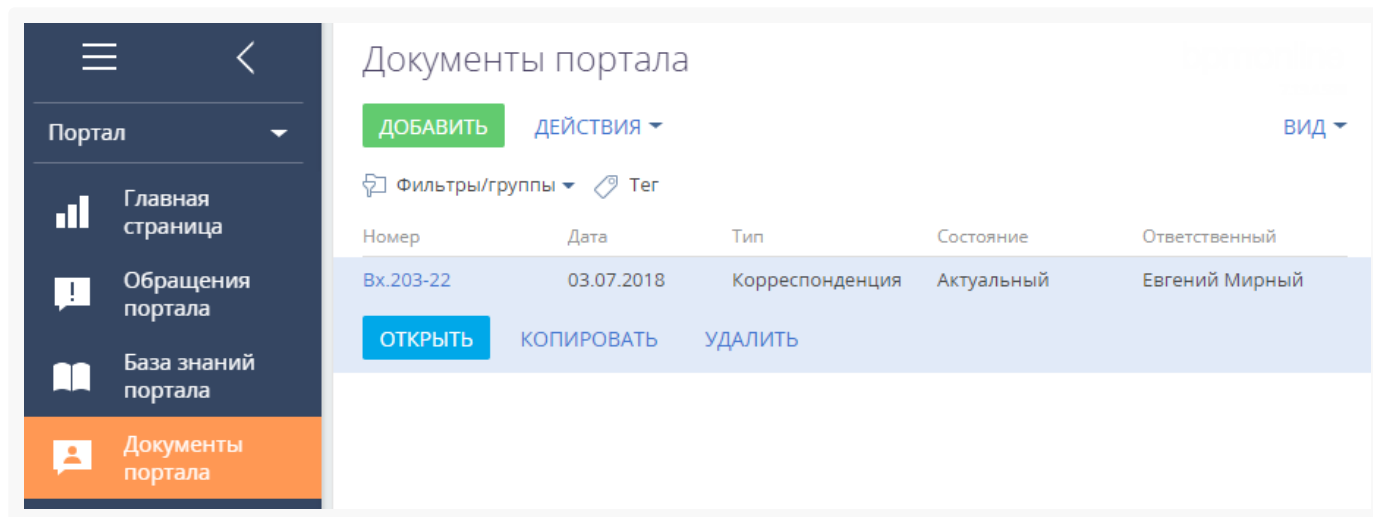 Документы портала
ДОБАВИТЬ ДЕЙСТВИЯ ВИД
Портал
Фильтры/группы Тег
Главная
страница
Номер Дата Тип Состояние Ответственный
Вх.203-22 03.07.2018 Корреспонденция Актуальный Евгений Мирный
Обращения
портала
ОТКРЫТЬ КОПИРОВАТЬ УДАЛИТЬ
База знаний
портала
Документы
портала